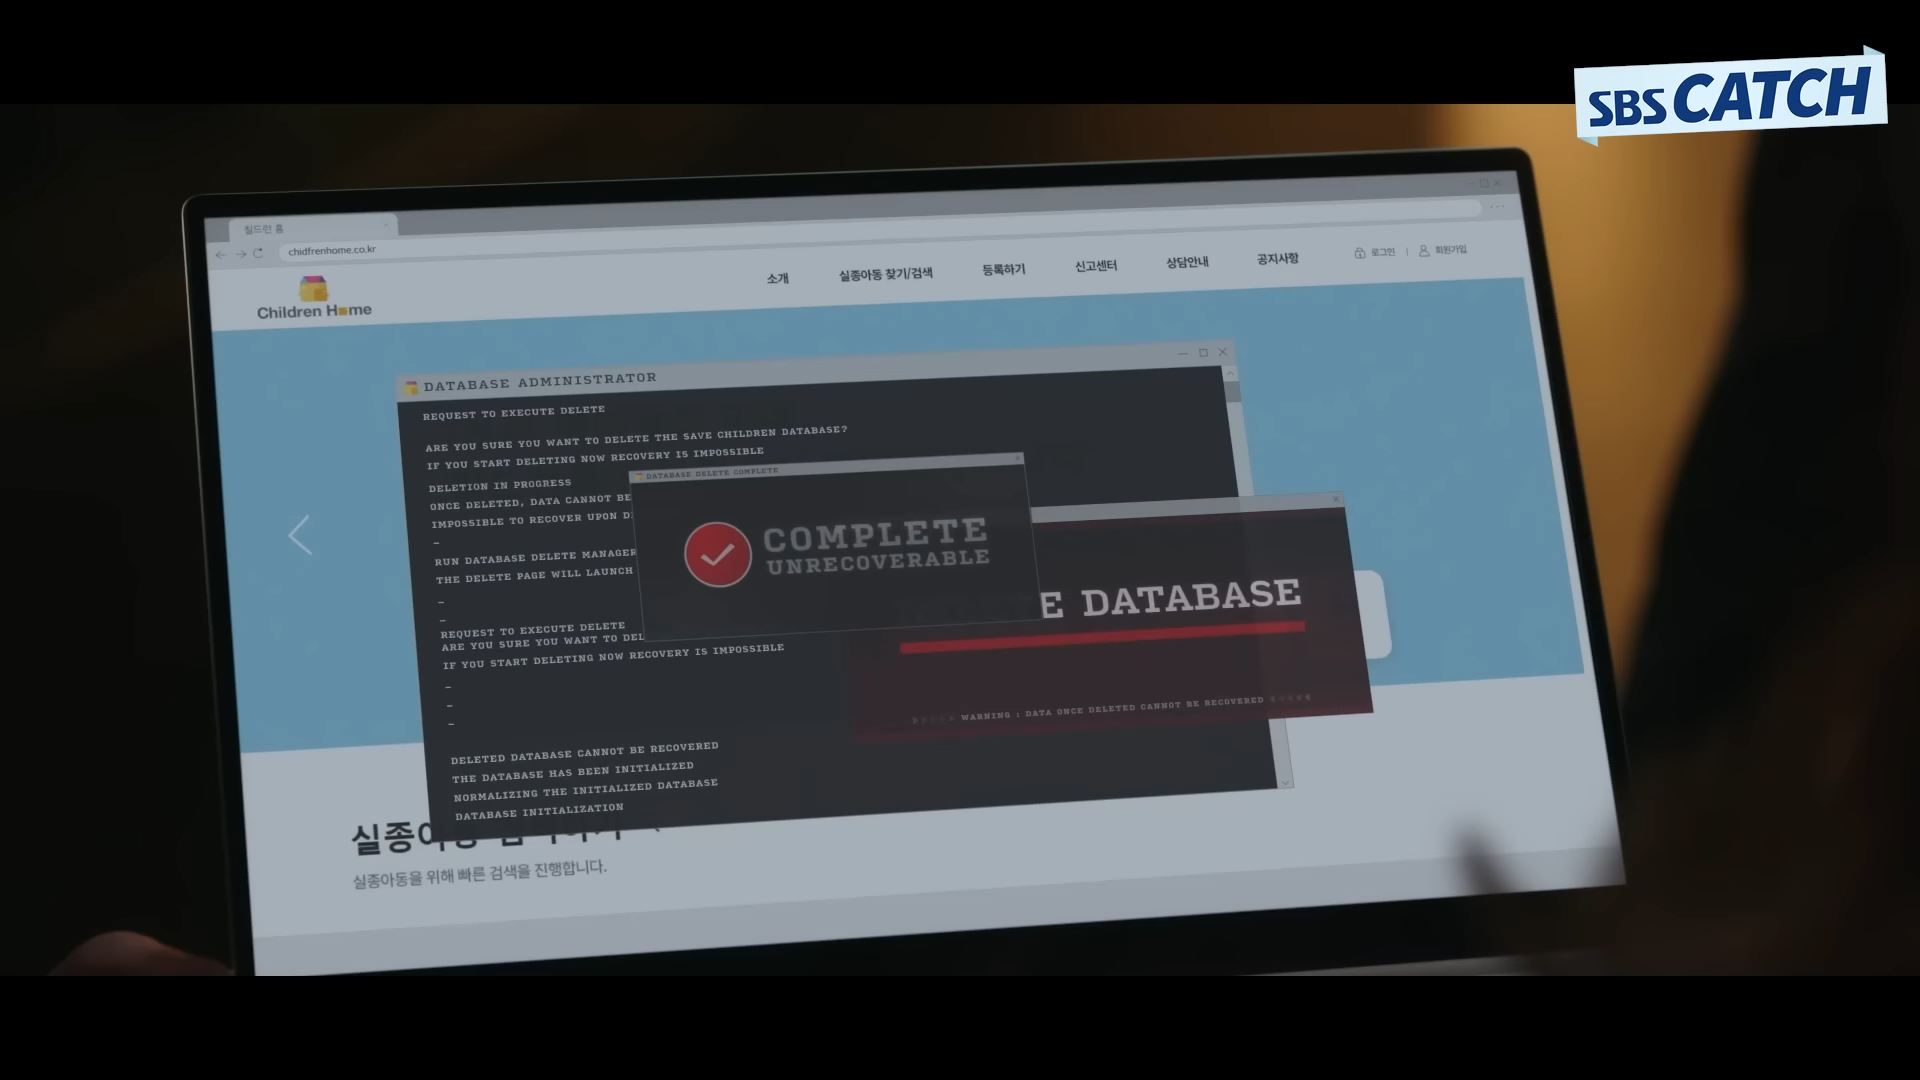 SBS CATCH
칠드런 홈
chidfrenhome.co.kr
Children Home
소개
실종아동 찾기/검색
등록하기
신고센터
상담안내
공지사항
로그인
회원가입
DATABASE ADMINISTRATOR
REQUEST TO EXECUTE DELETE
ARE YOU SURE YOU WANT TO DELETE THE SAVE CHILDREN DATABASE?
IF YOU START DELETING NOW RECOVERY IS IMPOSSIBLE
DELETION IN PROGRESS
ONCE DELETED, DATA CANNOT BE
IMPOSSIBLE TO RECOVER UPON D
RUN DATABASE DELETE MANAGER
THE DELETE PAGE WILL LAUNCH
REQUEST TO EXECUTE DELETE
ARE YOU SURE YOU WANT TO DEL
IF YOU START DELETING NOW RECOVERY IS IMPOSSIBLE
DELETED DATABASE CANNOT BE RECOVERED
THE DATABASE HAS BEEN INITIALIZED
NORMALIZING THE INITIALIZED DATABASE
DATABASE INITIALIZATION
DATABASE DELETE COMPLETE
COMPLETE
UNRECOVERABLE
E DATABASE
WARNING : DATA ONCE DELETED CANNOT BE RECOVERED
실종아동을 위해 빠른 검색을 진행합니다.